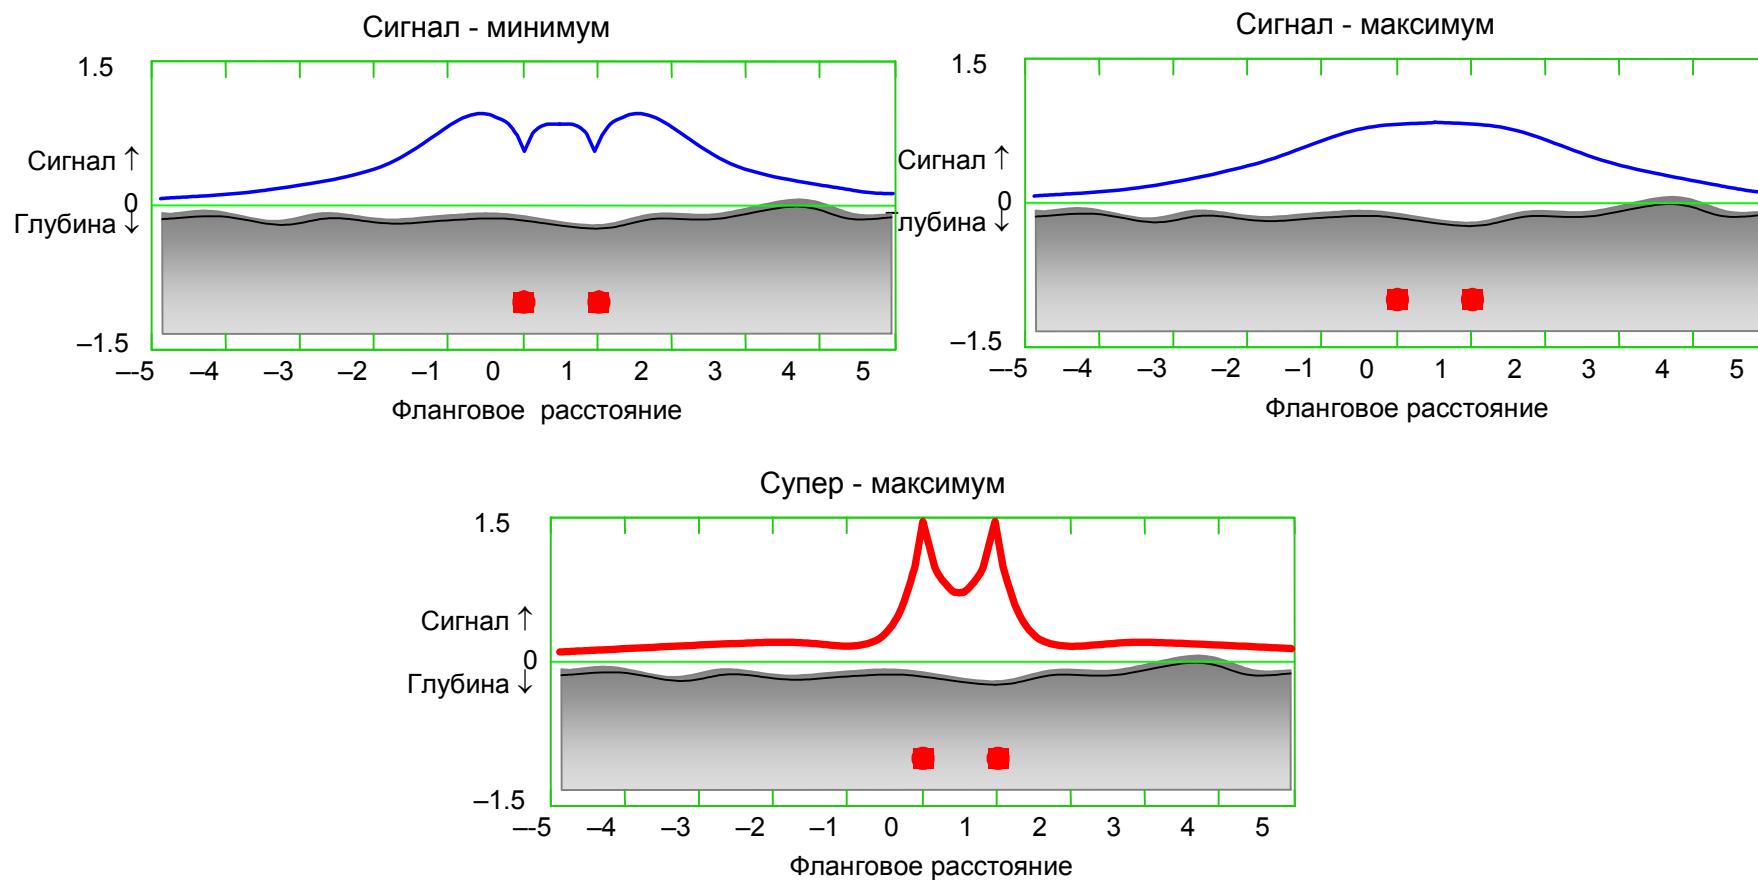 Сигнал - минимум
1.5
Сигнал ↑
0
Глубина ↓
–1.5
–-5 –4 –3 –2 –1 0 1 2 3 4 5
Фланговое расстояние
Сигнал - максимум
1.5
Сигнал ↑
0
лубина ↓
–1.5
–-5 –4 –3 –2 –1 0 1 2 3 4 5
Фланговое расстояние
Супер - максимум
1.5
Сигнал ↑
0
Глубина ↓
–1.5
–-5 –4 –3 –2 –1 0 1 2 3 4 5
Фланговое расстояние